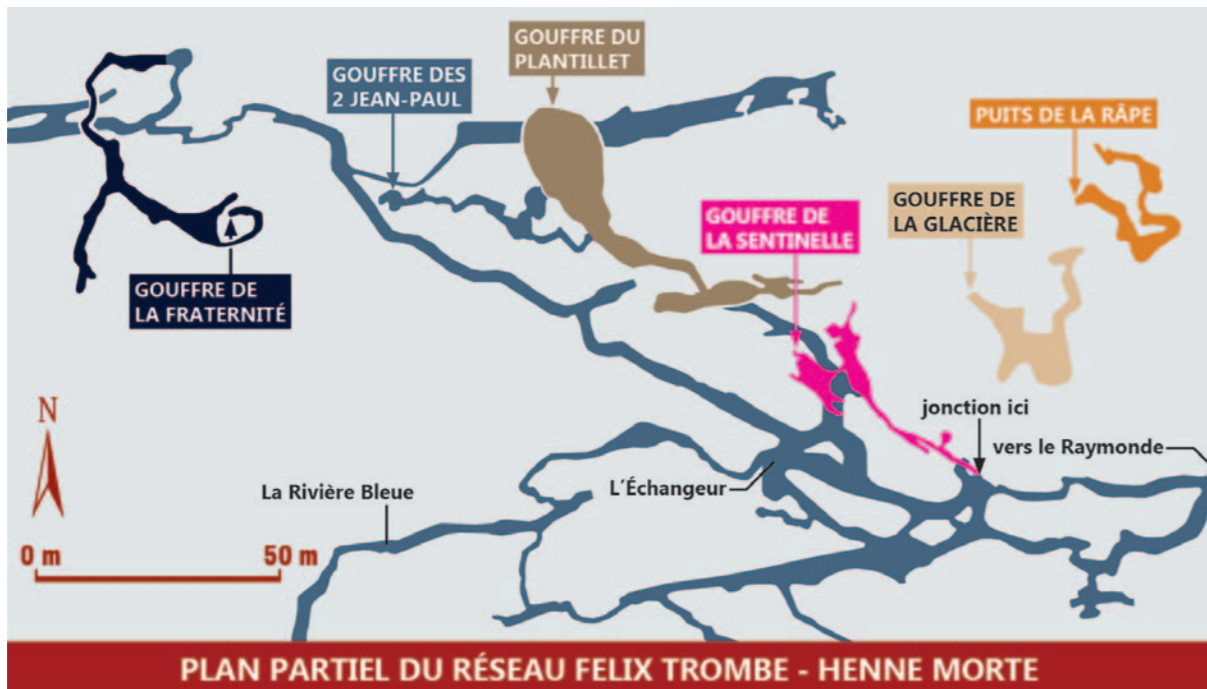 GOUFFRE DU
PLANTILLET
GOUFFRE DES
2 JEAN-PAUL
PUITS DE LA RÂPE
GOUFFRE DE
LA GLACIÈRE
GOUFFRE DE
LA SENTINELLE
GOUFFRE DE
LA FRATERNITÉ
N
jonction ici
vers le Raymonde
La Rivière Bleue
L'Échangeur
0 m
50 m
PLAN PARTIEL DU RÉSEAU FELIX TROMBE - HENNE MORTE